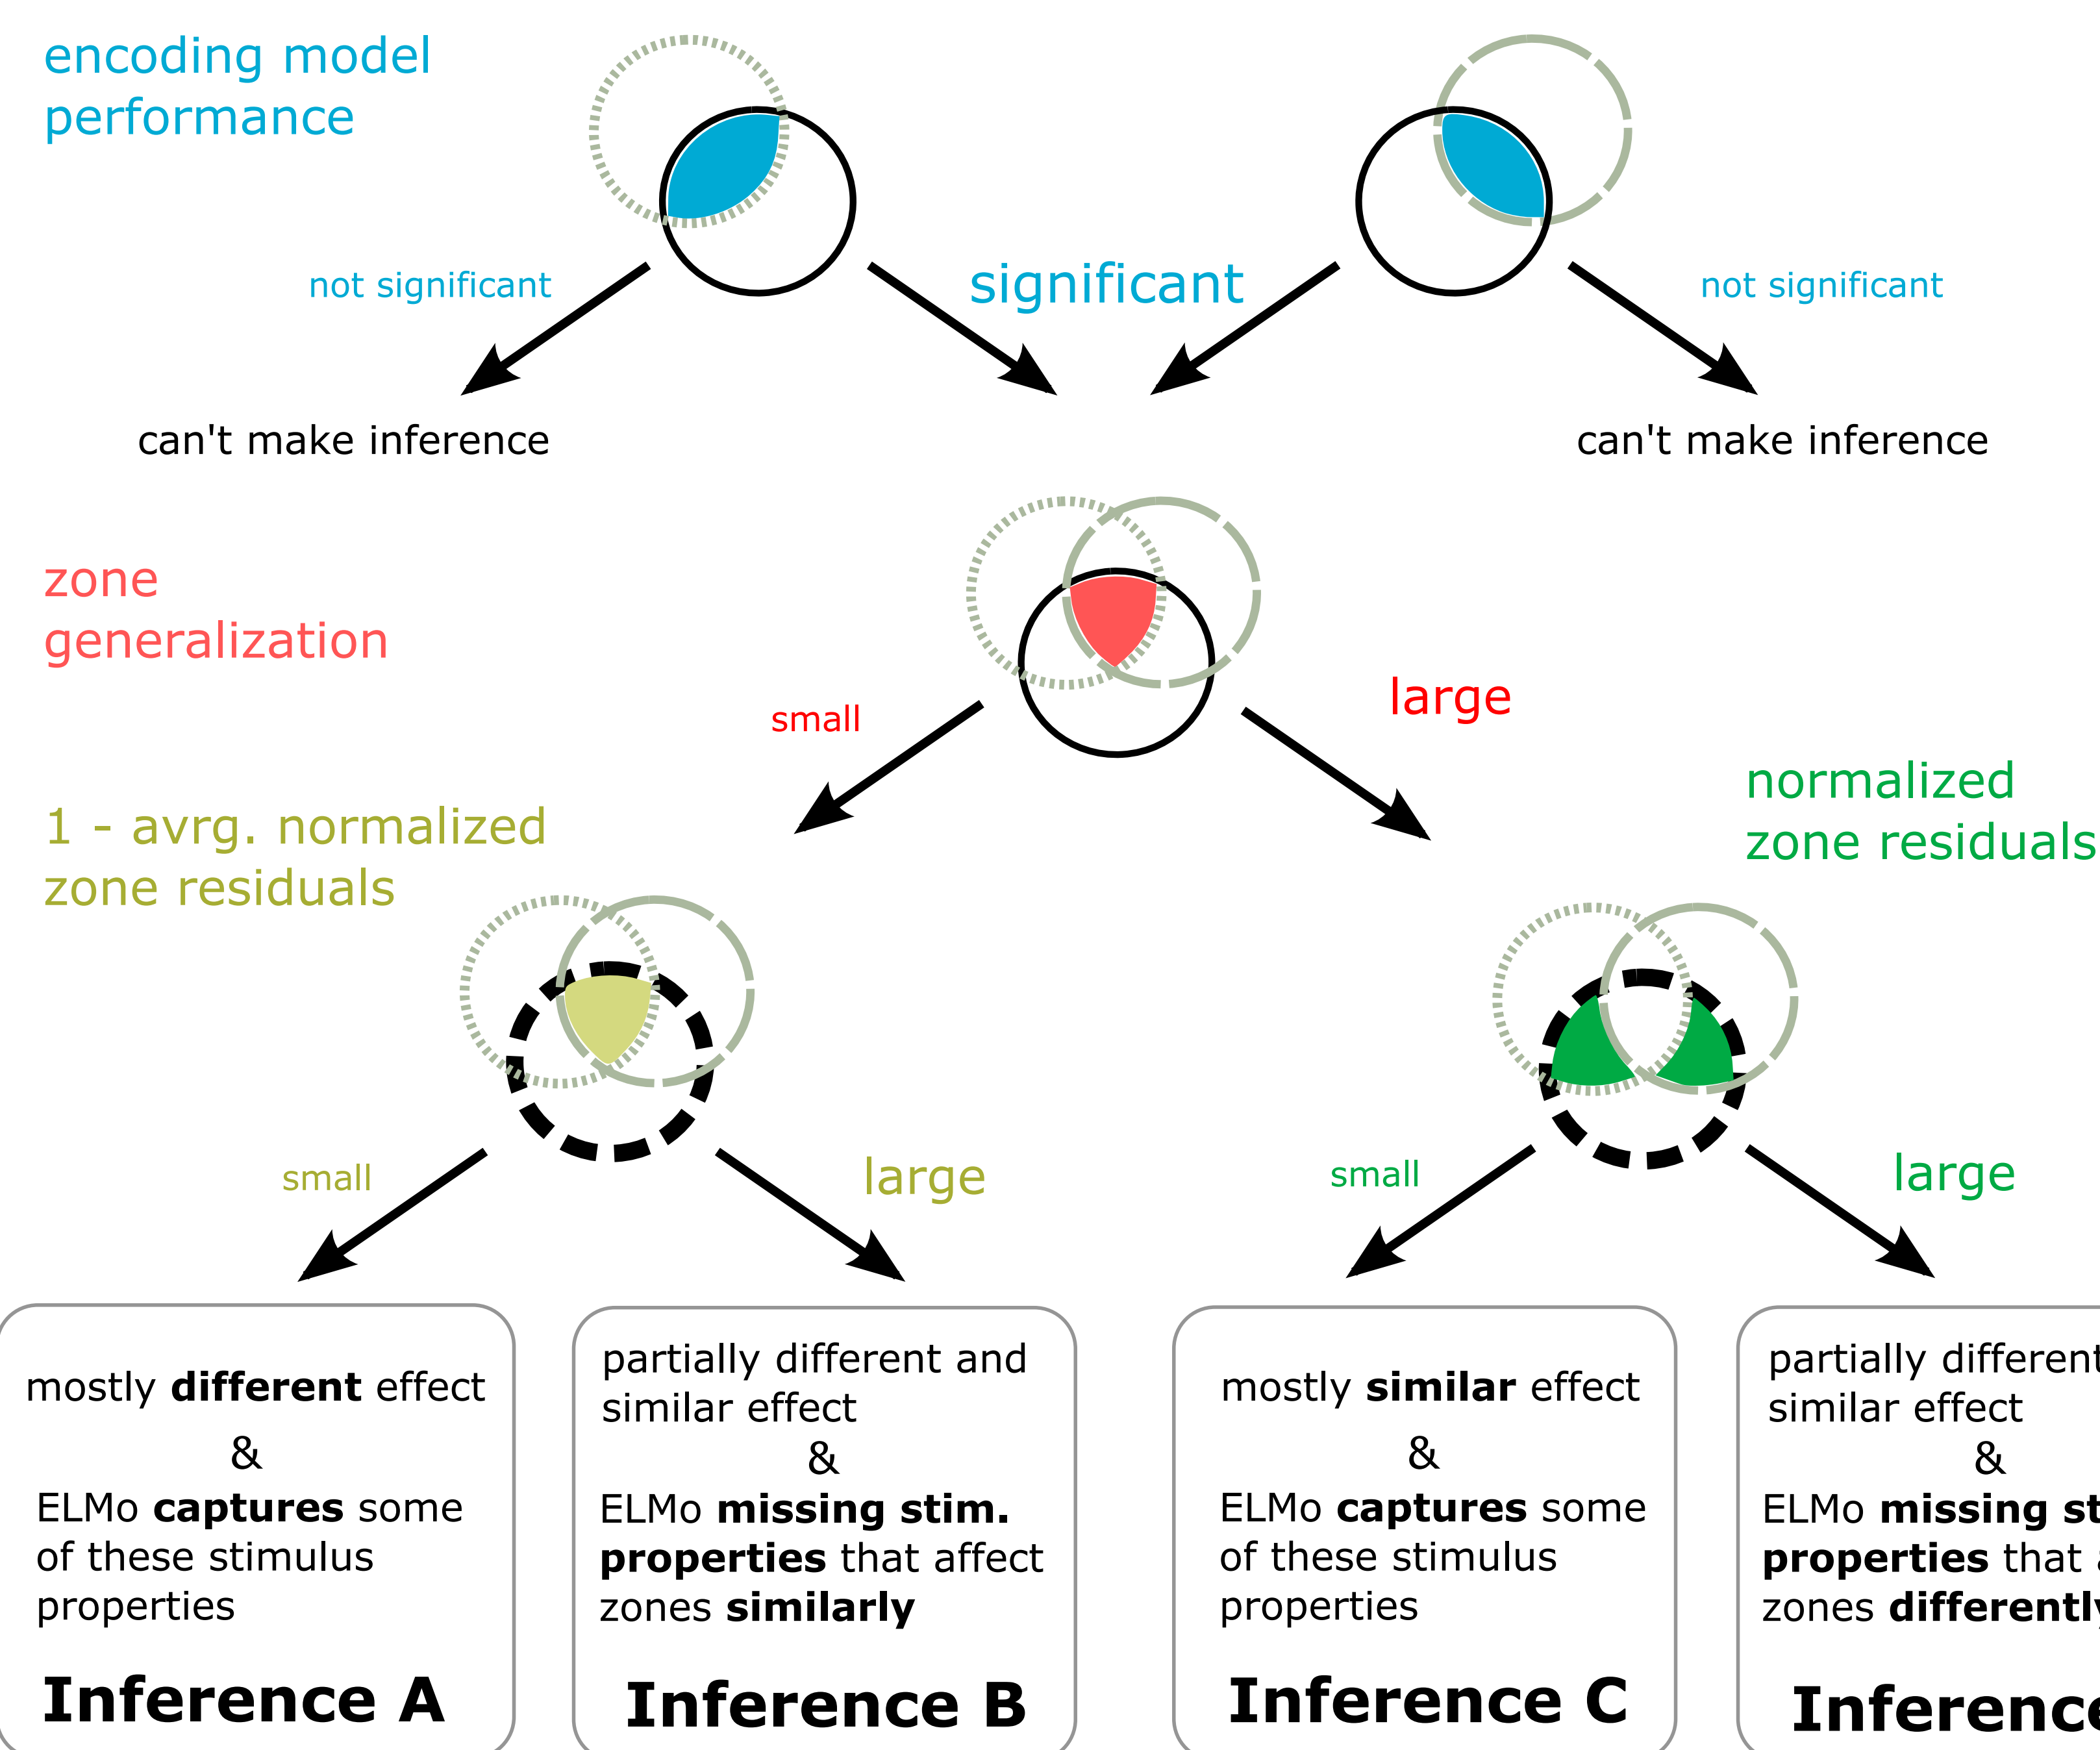 encoding model
performance
not significant
significant
not significant
can't make inference
can't make inference
zone
generalization
small
large
normalized
zone residuals
1 - avrg. normalized
zone residuals
small
large
small
large
mostly different effect
&
ELMo captures some
of these stimulus
properties
Inference A
partially different and
similar effect
&
ELMo missing stim.
properties that affect
zones similarly
Inference B
mostly similar effect
&
ELMo captures some
of these stimulus
properties
Inference C
partially different
similar effect
&
ELMo missing
properties that
zones differently
Inference